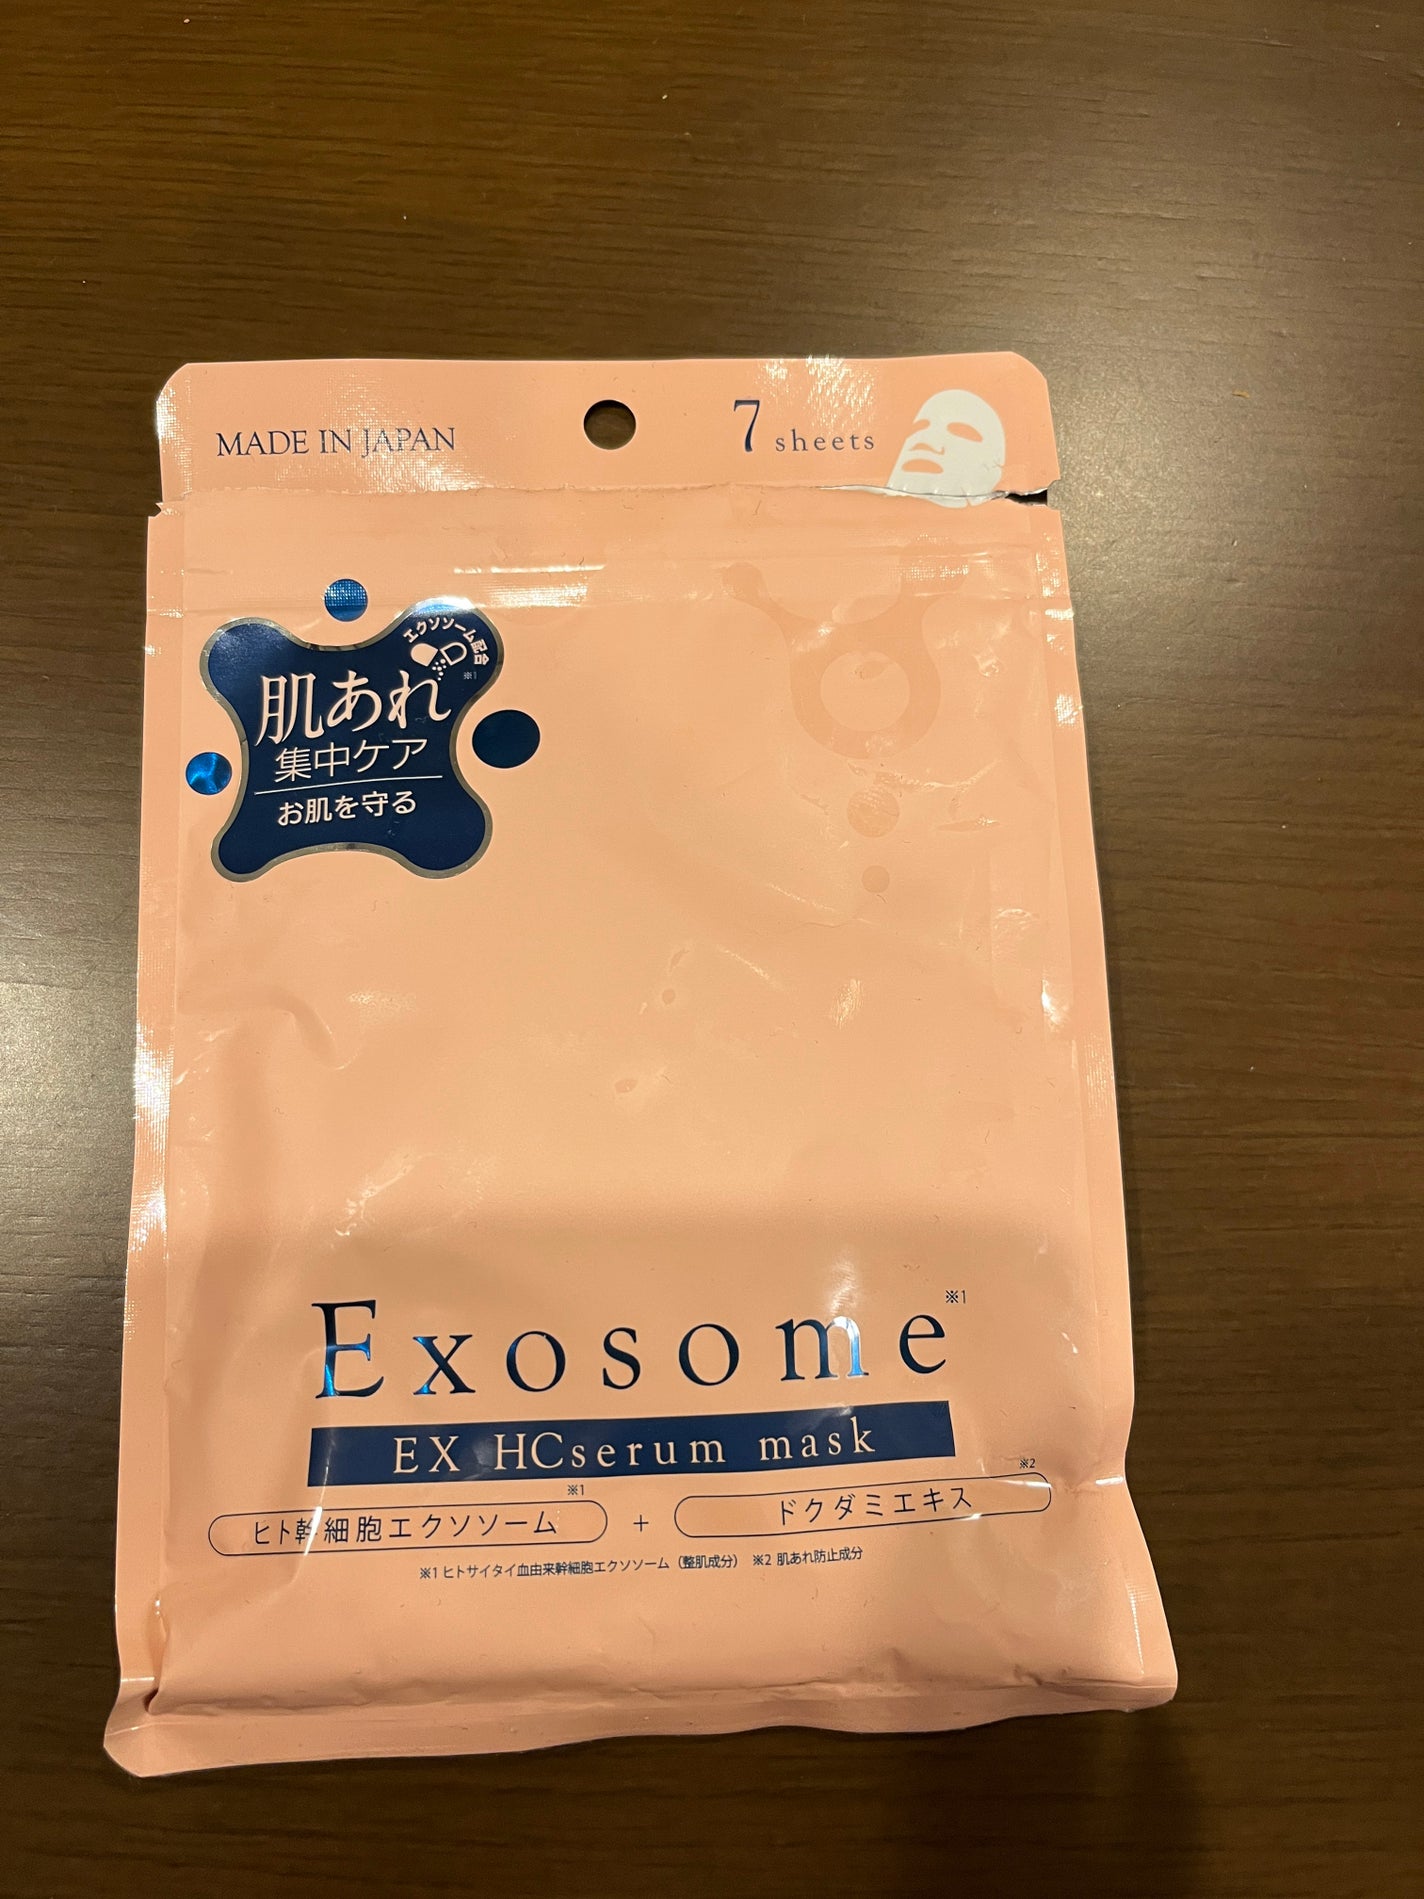 MADE IN JAPAN
7 sheets
エクソソーム配合
肌あれ※1
集中ケア
お肌を守る
Exosome※1
EX HCserum mask
ヒト幹細胞エクソソーム※1 + ドクダミエキス※2
※1 ヒトサイタイ血由来幹細胞エクソソーム（整肌成分） ※2 肌あれ防止成分